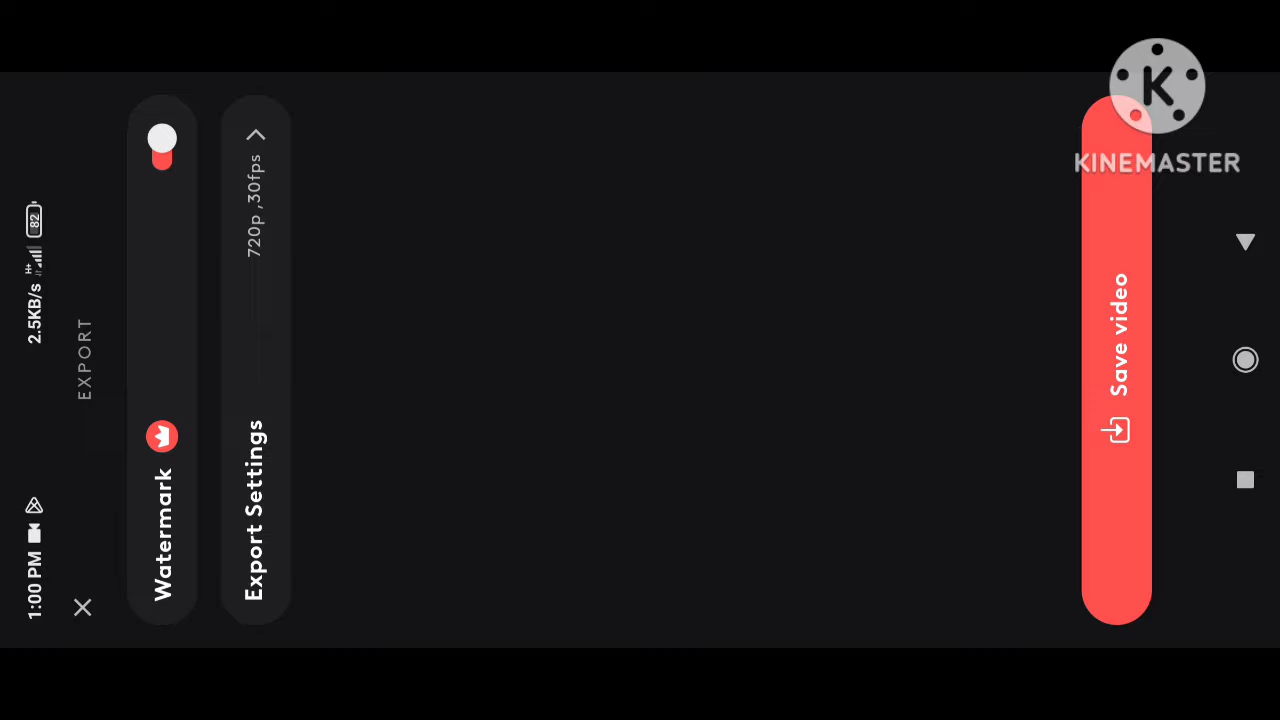 1:00 PM 2.5KB/s H+ 82
EXPORT
Watermark
Export Settings 720p ,30fps
Save video
K
KINEMASTER